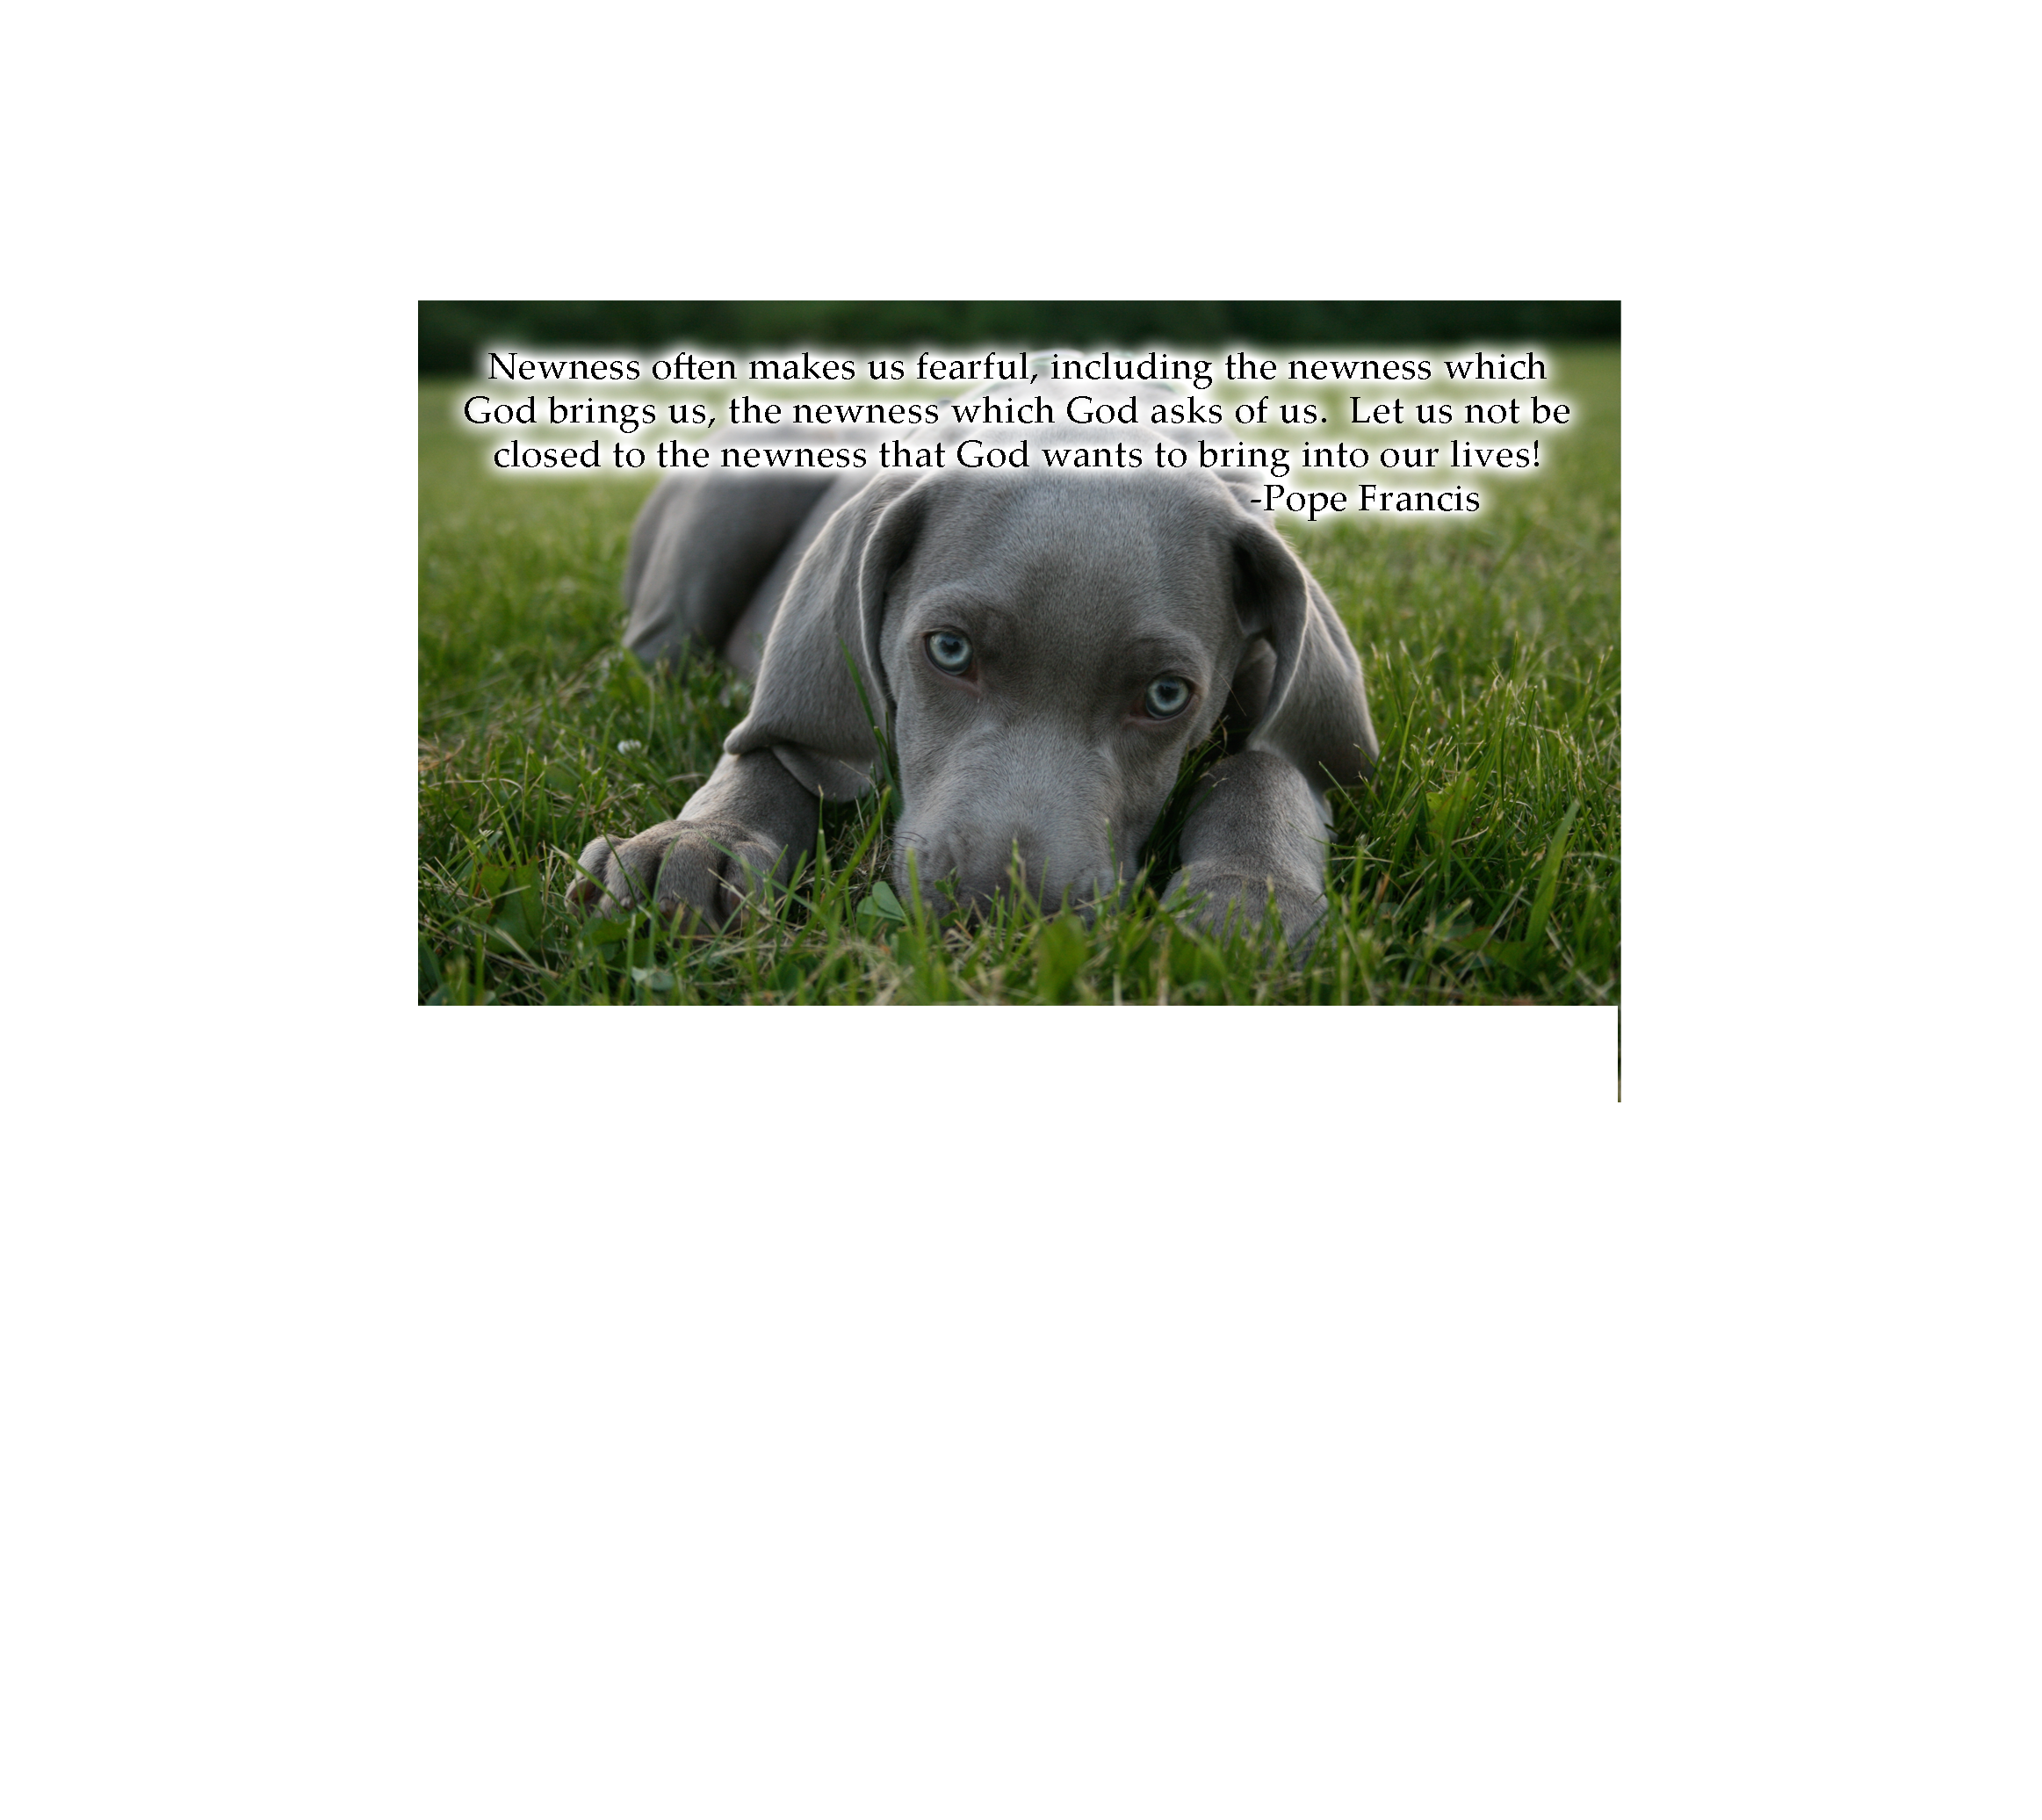 Newness often makes us fearful, including the newness which
God brings us, the newness which God asks of us.  Let us not be
closed to the newness that God wants to bring into our lives!
-Pope Francis